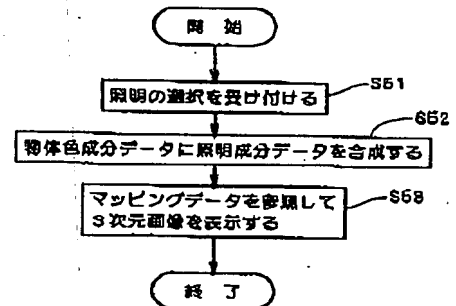 開 始
照明の選択を受け付ける
S51
S52
物体色成分データに照明成分データを合成する
マッピングデータを参照して
3次元画像を表示する
S53
終 了